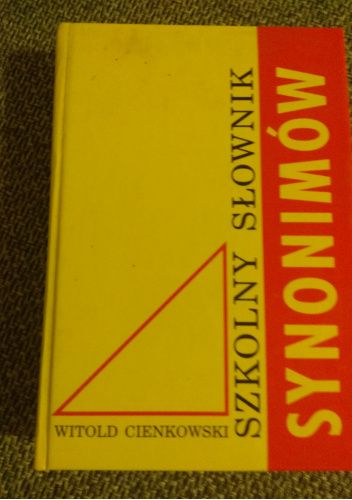 SZKOLNY SŁOWNIK
SYNONIMÓW
WITOLD CIENKOWSKI